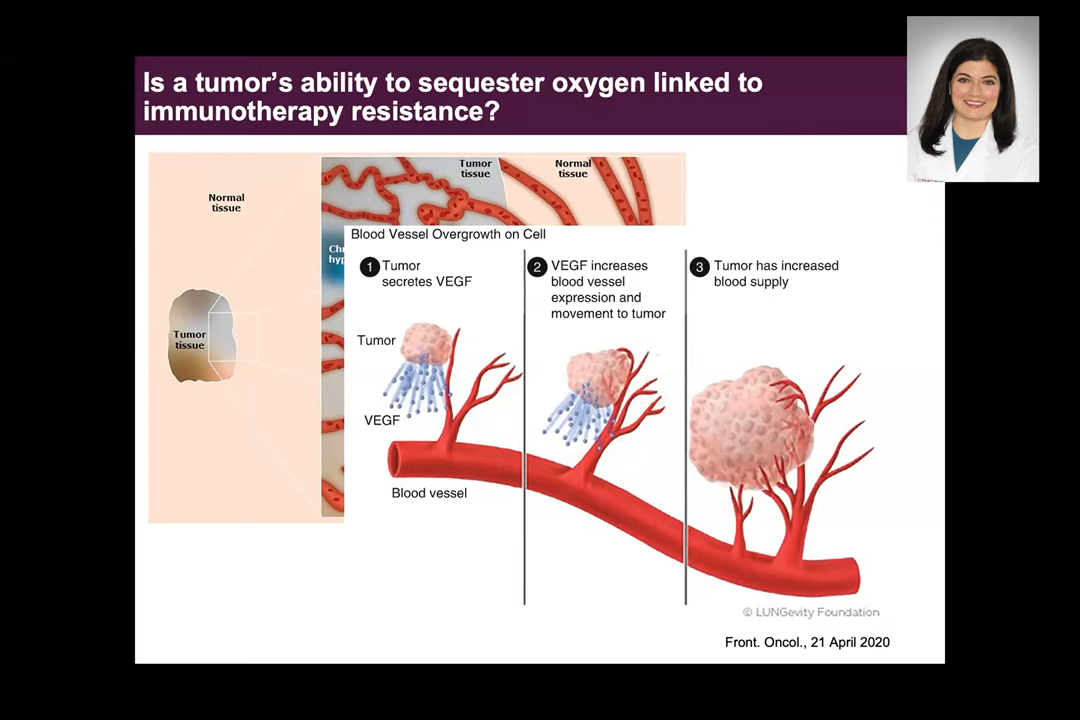 Is a tumor's ability to sequester oxygen linked to
immunotherapy resistance?
Normal
tissue
Tumor
tissue
Tumor
tissue
Normal
tissue
Blood Vessel Overgrowth on Cell
1 Tumor
secretes VEGF
2 VEGF increases
blood vessel
expression and
movement to tumor
3 Tumor has increased
blood supply
Tumor
VEGF
Blood vessel
© LUNGevity Foundation
Front. Oncol., 21 April 2020